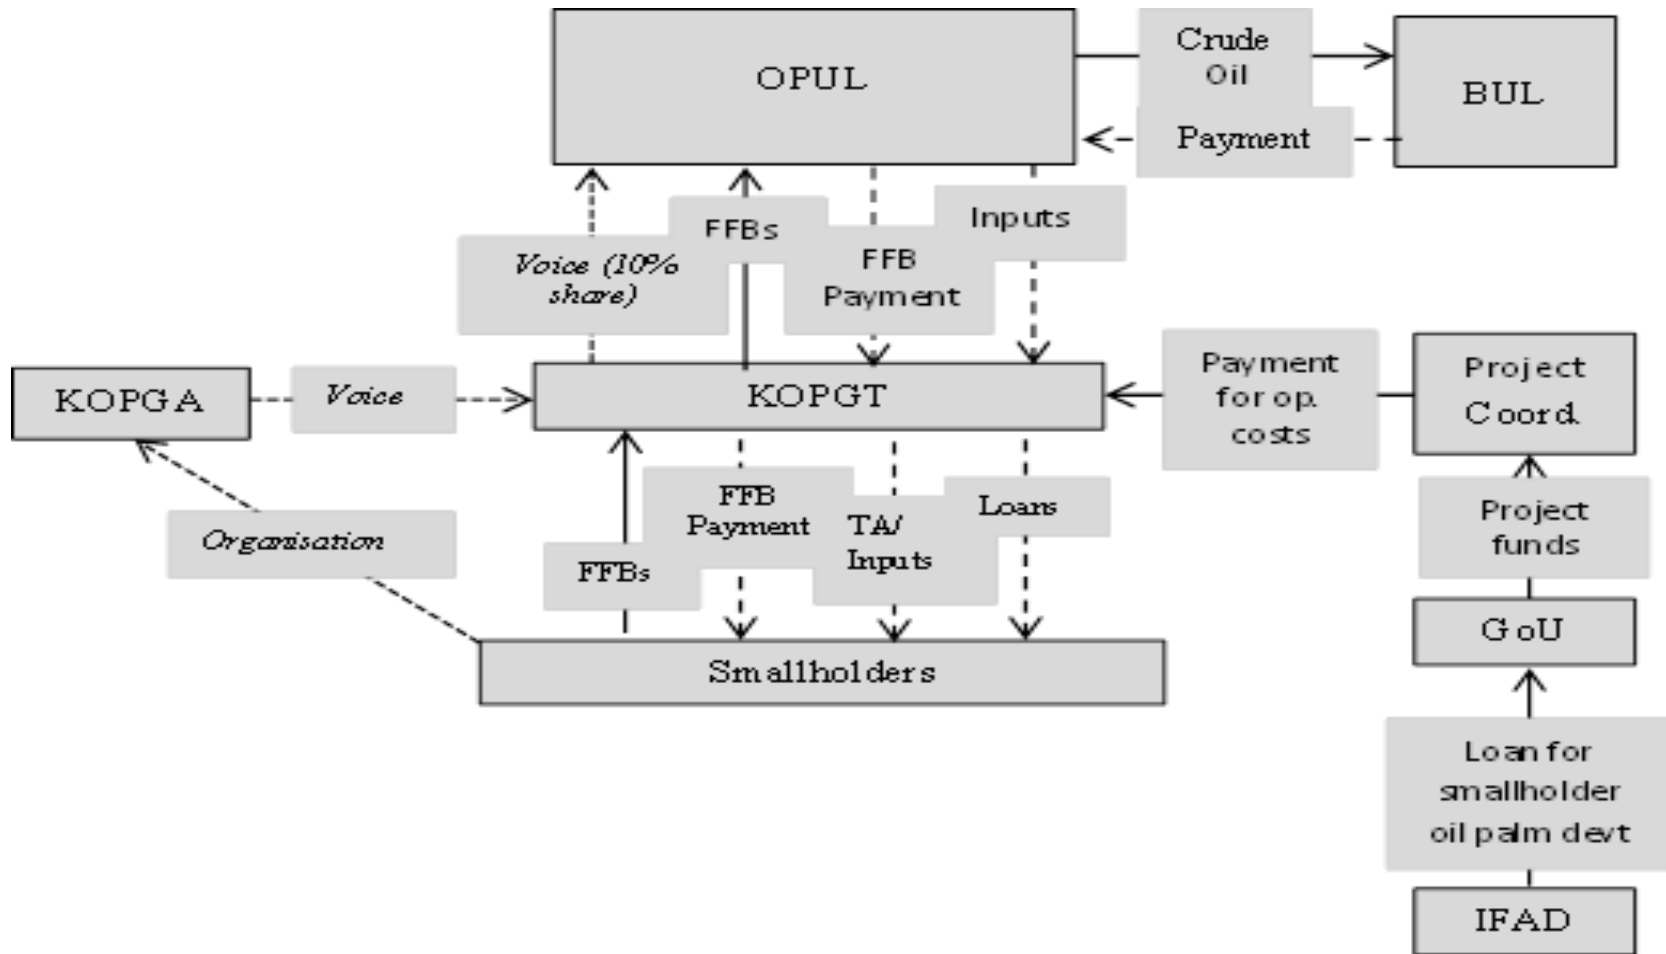 OPUL
Crude
Oil
BUL
Payment
FFBs
Inputs
Voice (10%
share)
FFB
Payment
KOPGA
Voice
KOPGT
Payment
for op.
costs
Project
Coord.
Organisation
FFBs
FFB
Payment
TA/
Inputs
Loans
Project
funds
Smallholders
GoU
Loan for
smallholder
oil palm devt
IFAD